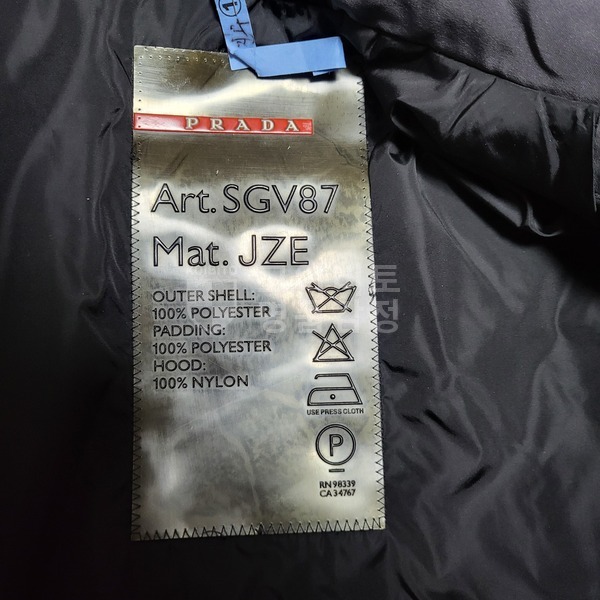 PRADA
Art. SGV87
Mat. JZE
OUTER SHELL:
100% POLYESTER
PADDING:
100% POLYESTER
HOOD:
100% NYLON
USE PRESS CLOTH
P
RN 98339
CA 34767